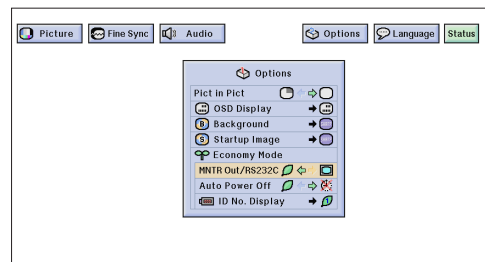 Picture Fine Sync Audio Options Language Status
Options
Pict in Pict
OSD Display
B Background
S Startup Image
Economy Mode
MNTR Out/RS232C
Auto Power Off
ID No. Display 1